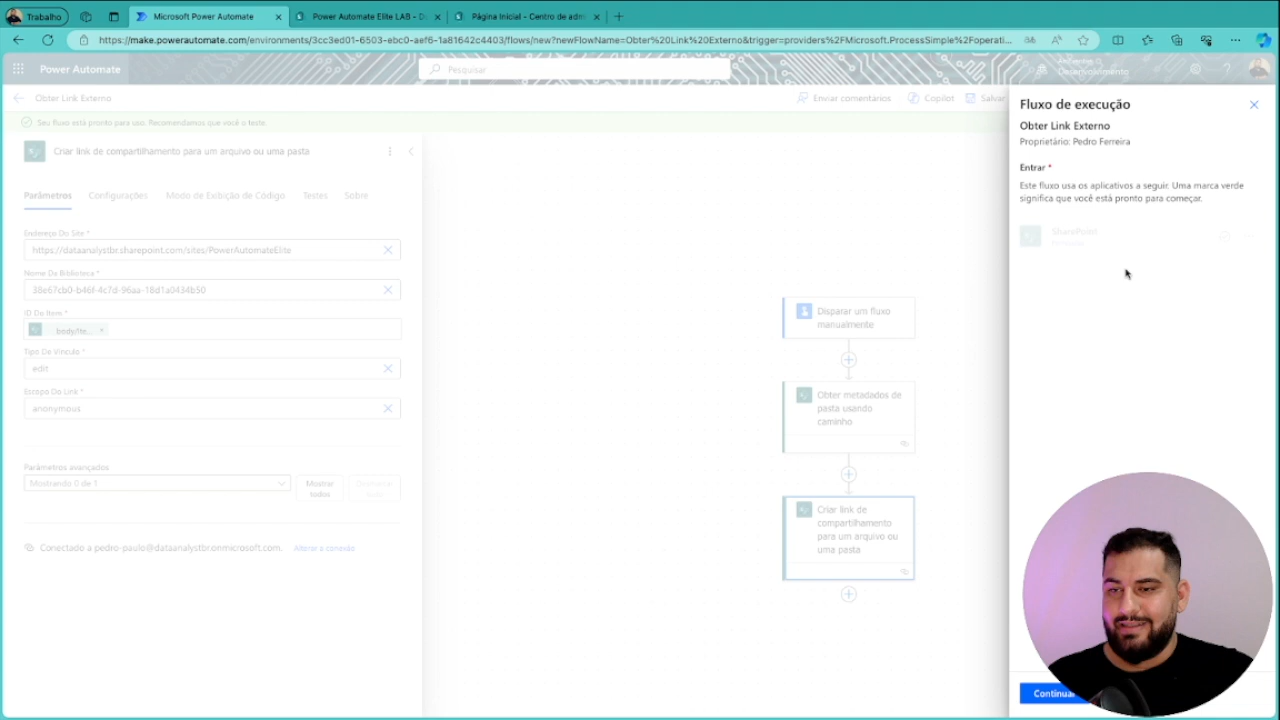 Trabalho
Microsoft Power Automate
Power Automate Elite LAB - D
Página Inicial - Centro de adm
https://make.powerautomate.com/environments/3cc3ed01-6503-ebc0-aef6-1a81642c4403/flows/new?newFlowName=Obter%20Link%20Externo&trigger=providers%2FMicrosoft.ProcessSimple%2Foperati...
Power Automate
Pesquisar
Desenvolvimento
Obter Link Externo
Enviar comentários
Copilot
Salvar
Seu fluxo está pronto para uso. Recomendamos que você o teste.
Criar link de compartilhamento para um arquivo ou uma pasta
Parâmetros
Configurações
Modo de Exibição de Código
Testes
Sobre
Endereço Do Site *
https://dataanalystbr.sharepoint.com/sites/PowerAutomateElite
Nome Da Biblioteca *
38e67cb0-b46f-4c7d-96aa-18d1a0434b50
ID Do Item *
body/Ite... ×
Tipo De Vínculo *
edit
Escopo Do Link *
anonymous
Parâmetros avançados
Mostrando 0 de 1
Mostrar
todos
Conectado a pedro-paulo@dataanalystbr.onmicrosoft.com.
Alterar a conexão
Disparar um fluxo
manualmente
Obter metadados de
pasta usando
caminho
Criar link de
compartilhamento
para um arquivo ou
uma pasta
Fluxo de execução
Obter Link Externo
Proprietário: Pedro Ferreira
Entrar *
Este fluxo usa os aplicativos a seguir. Uma marca verde
significa que você está pronto para começar.
SharePoint
Continuar